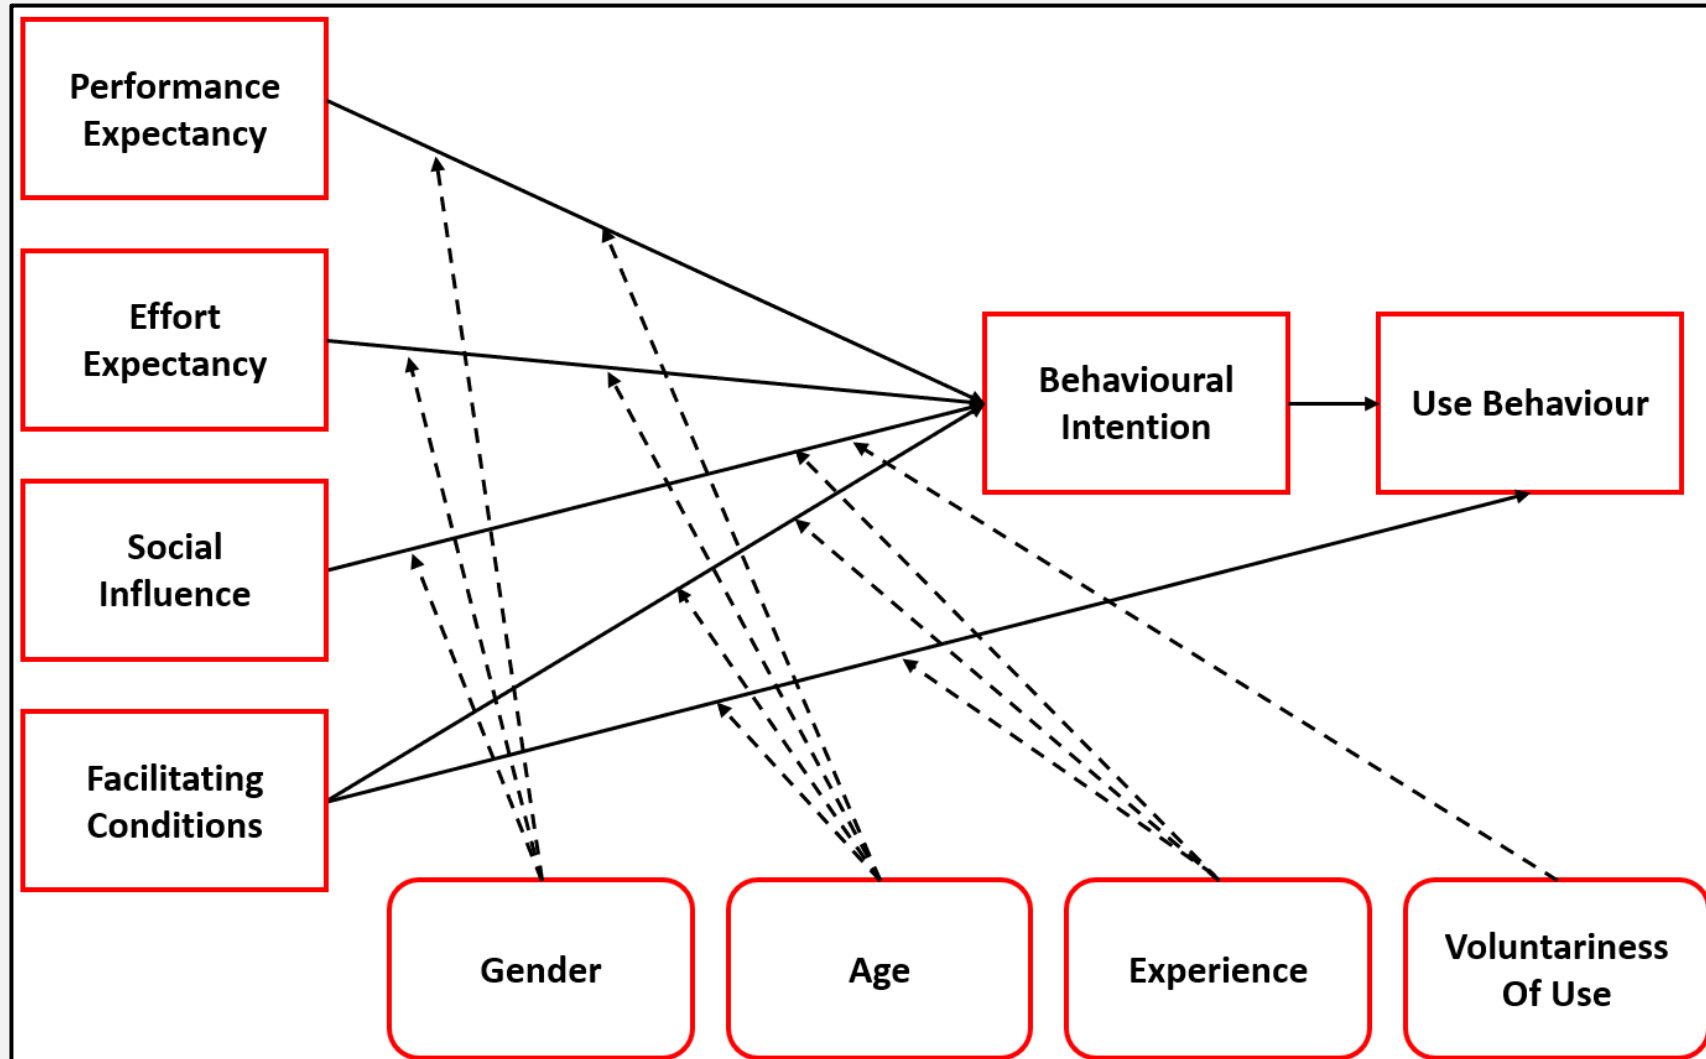 Performance
Expectancy
Effort
Expectancy
Social
Influence
Facilitating
Conditions
Behavioural
Intention
Use Behaviour
Gender
Age
Experience
Voluntariness
Of Use